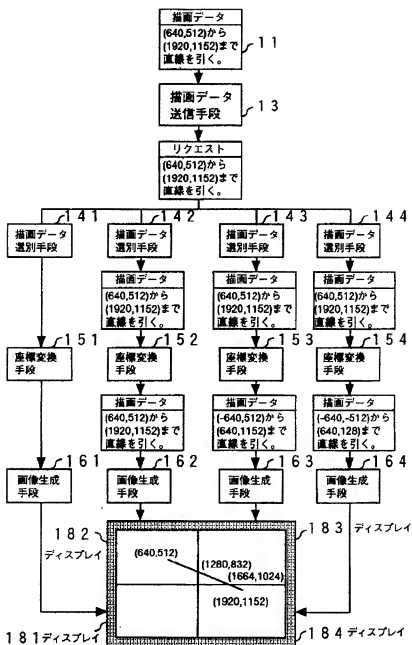 描画データ
(640,512)から
(1920,1152)まで
直線を引く。
11
描画データ
送信手段
13
リクエスト
(640,512)から
(1920,1152)まで
直線を引く。
141
142
143
144
描画データ
選別手段
描画データ
選別手段
描画データ
選別手段
描画データ
選別手段
描画データ
(640,512)から
(1920,1152)まで
直線を引く。
描画データ
(640,512)から
(1920,1152)まで
直線を引く。
描画データ
(640,512)から
(1920,1152)まで
直線を引く。
151
152
153
154
座標変換
手段
座標変換
手段
座標変換
手段
座標変換
手段
描画データ
(640,512)から
(1920,1152)まで
直線を引く。
描画データ
(-640,512)から
(640,1152)まで
直線を引く。
描画データ
(-640,-512)から
(640,128)まで
直線を引く。
161
162
163
164
画像生成
手段
画像生成
手段
画像生成
手段
画像生成
手段
182
ディスプレイ
183 ディスプレイ
(640,512)
(1280,832)
(1664,1024)
(1920,1152)
181ディスプレイ
184ディスプレイ